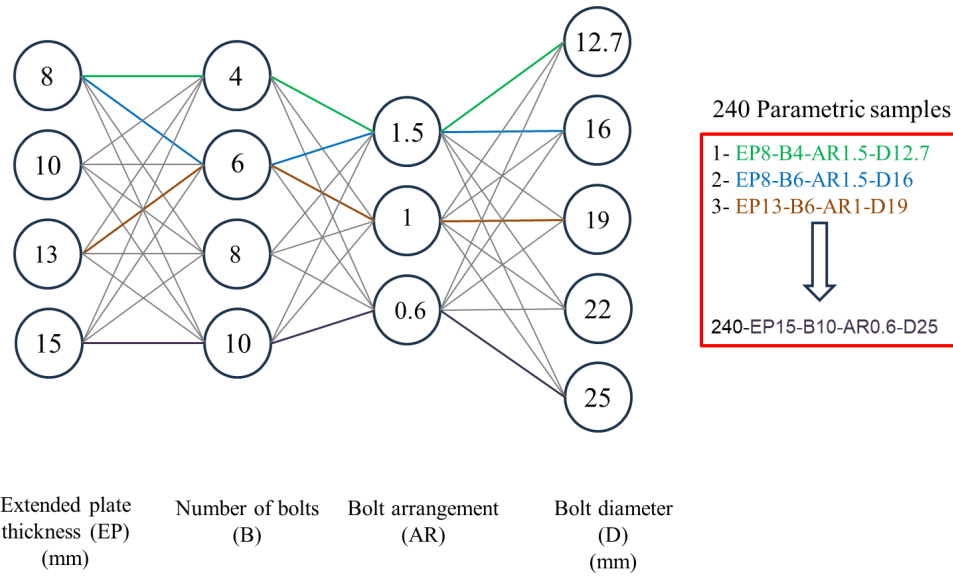 8
10
13
15
4
6
8
10
1.5
1
0.6
12.7
16
19
22
25
240 Parametric samples
1- EP8-B4-AR1.5-D12.7
2- EP8-B6-AR1.5-D16
3- EP13-B6-AR1-D19
240-EP15-B10-AR0.6-D25
Extended plate
thickness (EP)
(mm)
Number of bolts
(B)
Bolt arrangement
(AR)
Bolt diameter
(D)
(mm)